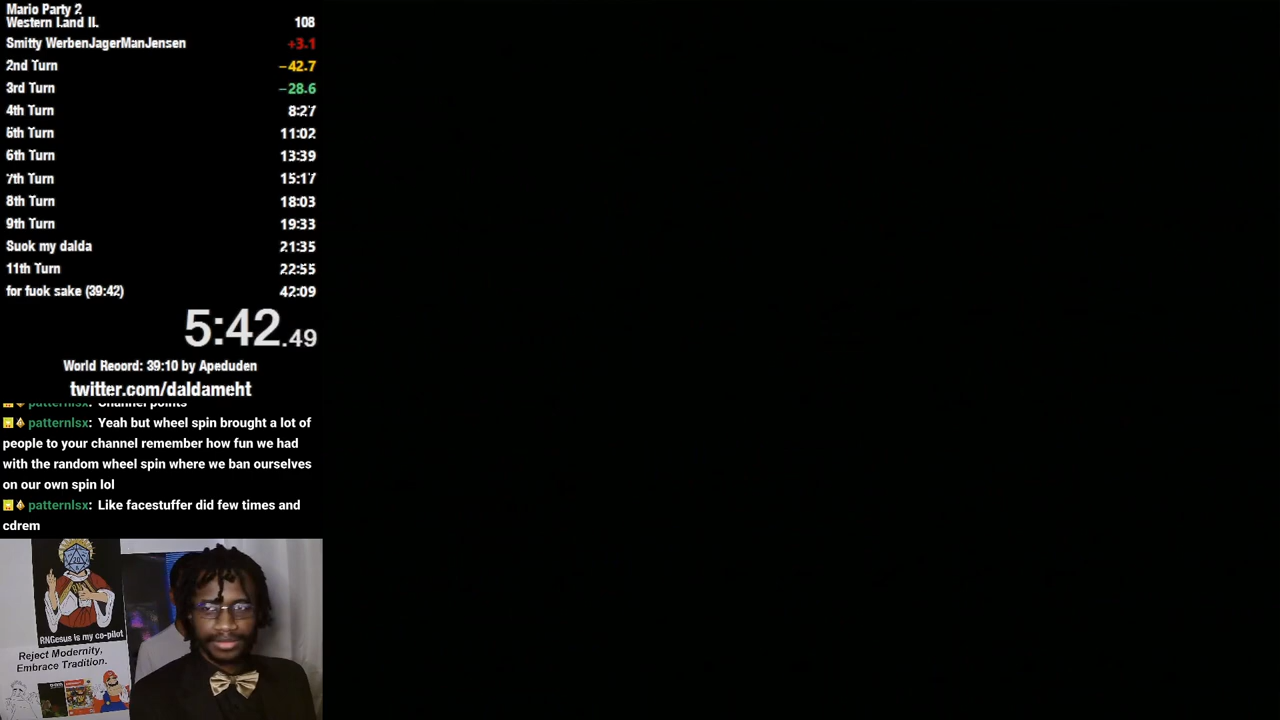 Mario Party 2
Western Land II. 108
Smitty WerbenJagerManJensen +3.1
2nd Turn −42.7
3rd Turn −28.6
4th Turn 8:27
5th Turn 11:02
6th Turn 13:39
7th Turn 15:17
8th Turn 18:03
9th Turn 19:33
Suck my dalda 21:35
11th Turn 22:55
for fuck sake (39:42) 42:09
5:42.49
World Record: 39:10 by Apeduden
twitter.com/daldameht
patternlsx: Channel points
patternlsx: Yeah but wheel spin brought a lot of
people to your channel remember how fun we had
with the random wheel spin where we ban ourselves
on our own spin lol
patternlsx: Like facestuffer did few times and
cdrem
RNGesus is my co-pilot
Reject Modernity,
Embrace Tradition.